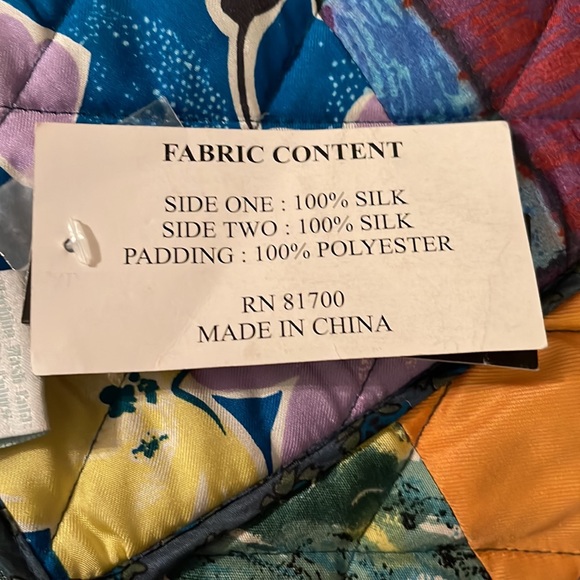 FABRIC CONTENT
SIDE ONE : 100% SILK
SIDE TWO : 100% SILK
PADDING : 100% POLYESTER
RN 81700
MADE IN CHINA